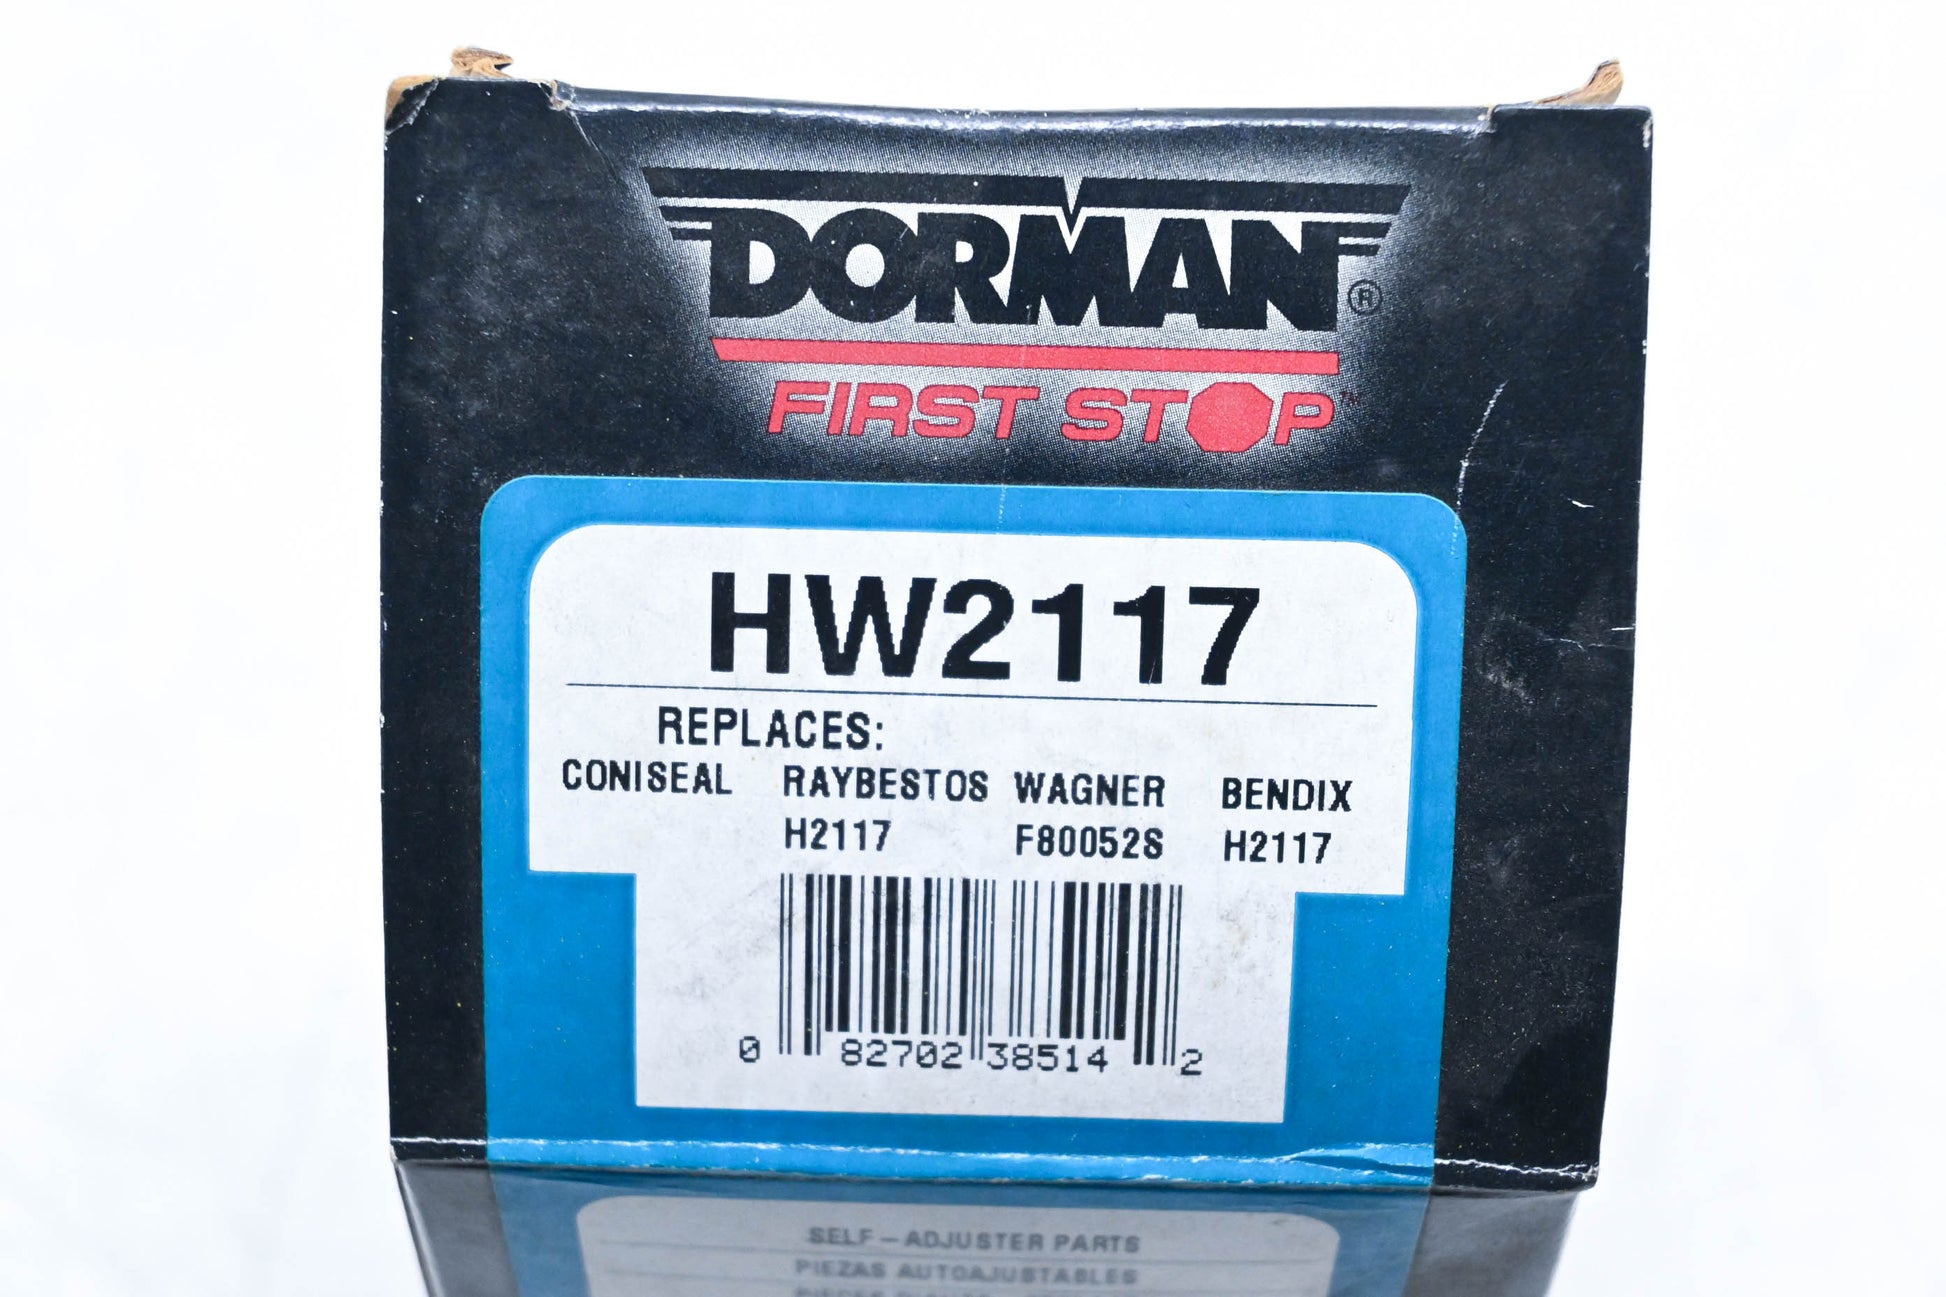 DORMAN®
FIRST STOP™
HW2117
REPLACES:
CONISEAL RAYBESTOS WAGNER BENDIX
H2117 F80052S H2117
0 82702 38514 2
SELF-ADJUSTER PARTS
PIEZAS AUTOAJUSTABLES